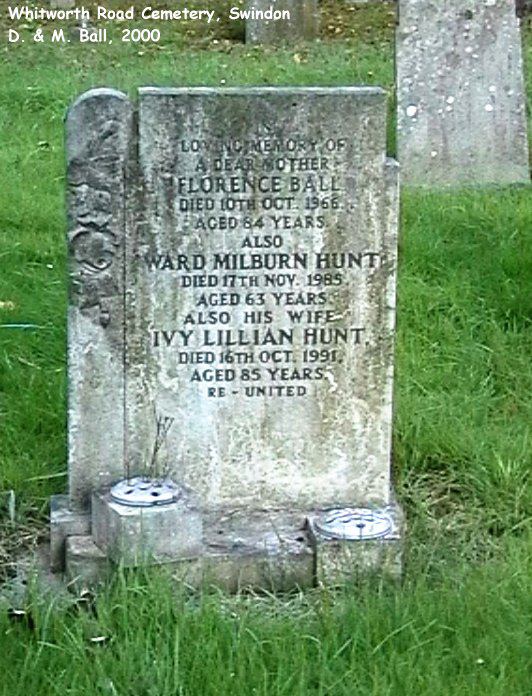 Whitworth Road Cemetery, Swindon
D. & M. Ball, 2000
IN
LOVING MEMORY OF
A DEAR MOTHER
FLORENCE BALL
DIED 10TH OCT. 1966.
AGED 84 YEARS.
ALSO
WARD MILBURN HUNT
DIED 17TH NOV. 1985
AGED 63 YEARS
ALSO HIS WIFE
IVY LILLIAN HUNT,
DIED 16TH OCT. 1991,
AGED 85 YEARS.
RE-UNITED